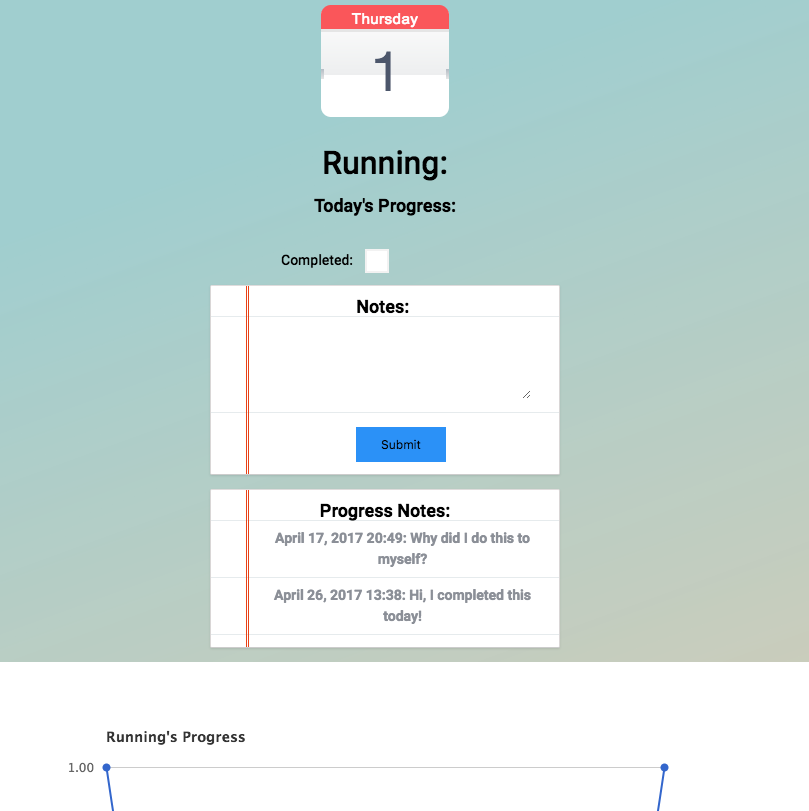 Thursday
1
Running:
Today's Progress:
Completed:
Notes:
Submit
Progress Notes:
April 17, 2017 20:49: Why did I do this to
myself?
April 26, 2017 13:38: Hi, I completed this
today!
Running's Progress
1.00